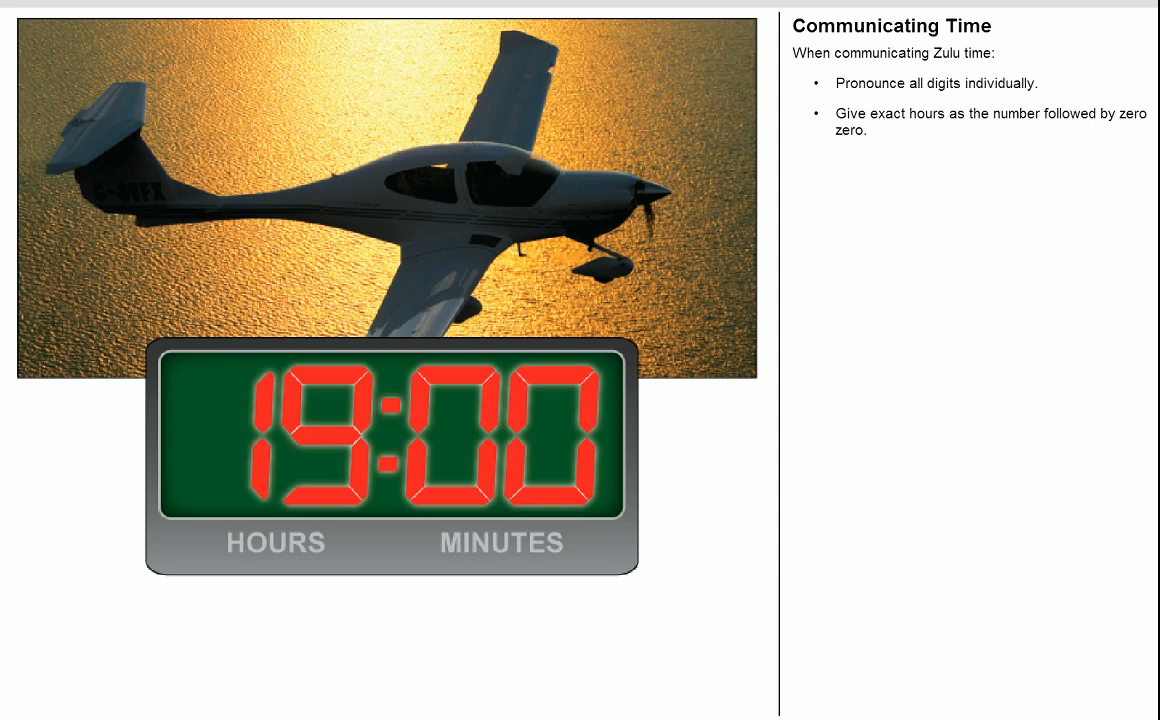 Communicating Time
When communicating Zulu time:
• Pronounce all digits individually.
• Give exact hours as the number followed by zero
zero.
19:00
HOURS MINUTES